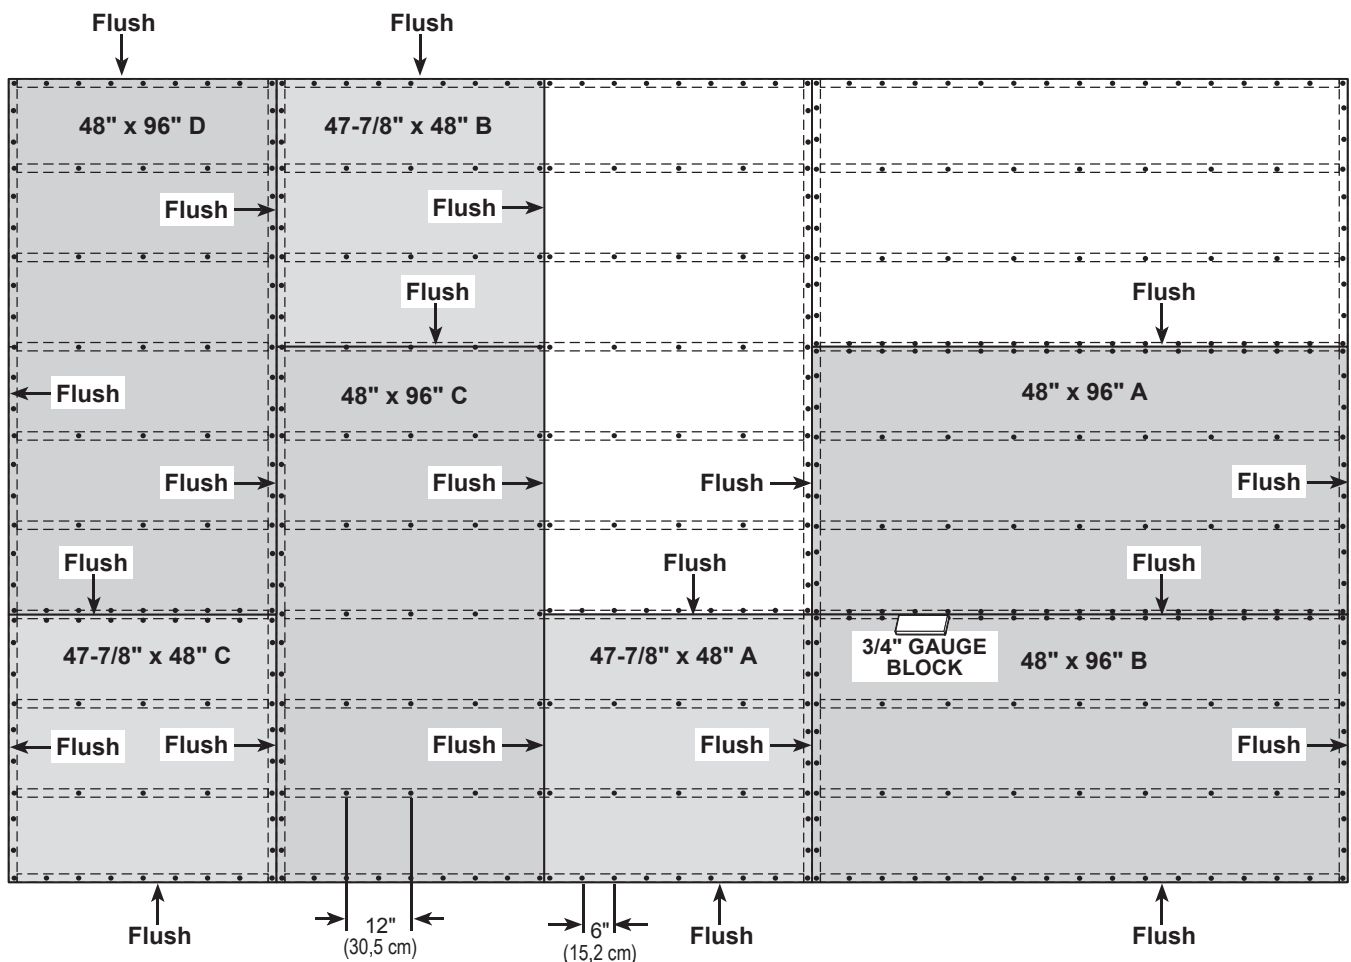 Flush
Flush
48" x 96" D
47-7/8" x 48" B
Flush
Flush
Flush
Flush
Flush
48" x 96" C
48" x 96" A
Flush
Flush
Flush
Flush
Flush
Flush
Flush
Flush
47-7/8" x 48" C
47-7/8" x 48" A
3/4" GAUGE
BLOCK
48" x 96" B
Flush
Flush
Flush
Flush
Flush
Flush
12"
(30,5 cm)
6"
(15,2 cm)
Flush
Flush